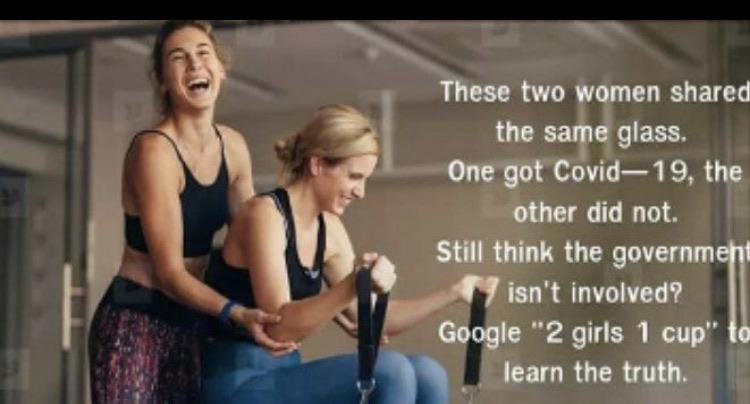 These two women shared
the same glass.
One got Covid—19, the
other did not.
Still think the government
isn't involved?
Google "2 girls 1 cup" to
learn the truth.